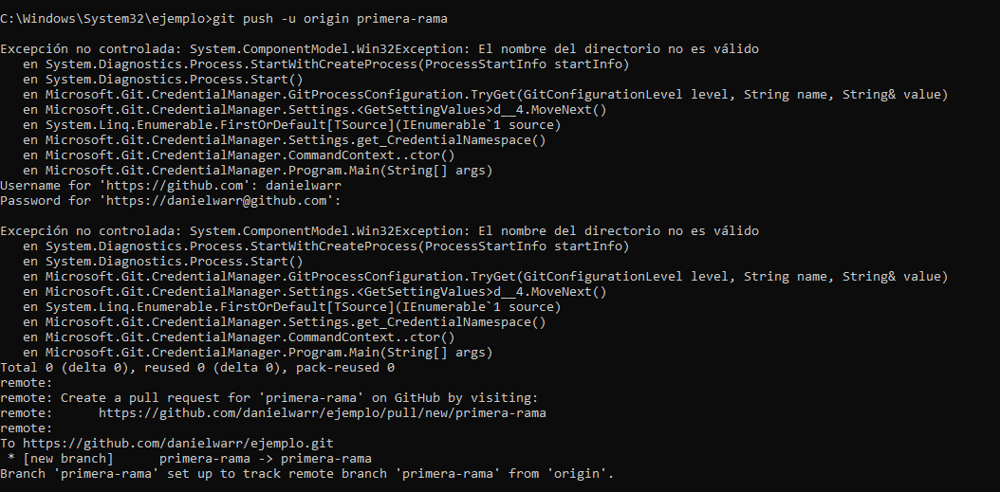 C:\Windows\System32\ejemplo>git push -u origin primera-rama
Excepción no controlada: System.ComponentModel.Win32Exception: El nombre del directorio no es válido
en System.Diagnostics.Process.StartWithCreateProcess(ProcessStartInfo startInfo)
en System.Diagnostics.Process.Start()
en Microsoft.Git.CredentialManager.GitProcessConfiguration.TryGet(GitConfigurationLevel level, String name, String& value)
en Microsoft.Git.CredentialManager.Settings.<GetSettingValues>d__4.MoveNext()
en System.Linq.Enumerable.FirstOrDefault[TSource](IEnumerable`1 source)
en Microsoft.Git.CredentialManager.Settings.get_CredentialNamespace()
en Microsoft.Git.CredentialManager.CommandContext..ctor()
en Microsoft.Git.CredentialManager.Program.Main(String[] args)
Username for 'https://github.com': danielwarr
Password for 'https://danielwarr@github.com':
Excepción no controlada: System.ComponentModel.Win32Exception: El nombre del directorio no es válido
en System.Diagnostics.Process.StartWithCreateProcess(ProcessStartInfo startInfo)
en System.Diagnostics.Process.Start()
en Microsoft.Git.CredentialManager.GitProcessConfiguration.TryGet(GitConfigurationLevel level, String name, String& value)
en Microsoft.Git.CredentialManager.Settings.<GetSettingValues>d__4.MoveNext()
en System.Linq.Enumerable.FirstOrDefault[TSource](IEnumerable`1 source)
en Microsoft.Git.CredentialManager.Settings.get_CredentialNamespace()
en Microsoft.Git.CredentialManager.CommandContext..ctor()
en Microsoft.Git.CredentialManager.Program.Main(String[] args)
Total 0 (delta 0), reused 0 (delta 0), pack-reused 0
remote:
remote: Create a pull request for 'primera-rama' on GitHub by visiting:
remote:      https://github.com/danielwarr/ejemplo/pull/new/primera-rama
remote:
To https://github.com/danielwarr/ejemplo.git
 * [new branch]      primera-rama -> primera-rama
Branch 'primera-rama' set up to track remote branch 'primera-rama' from 'origin'.